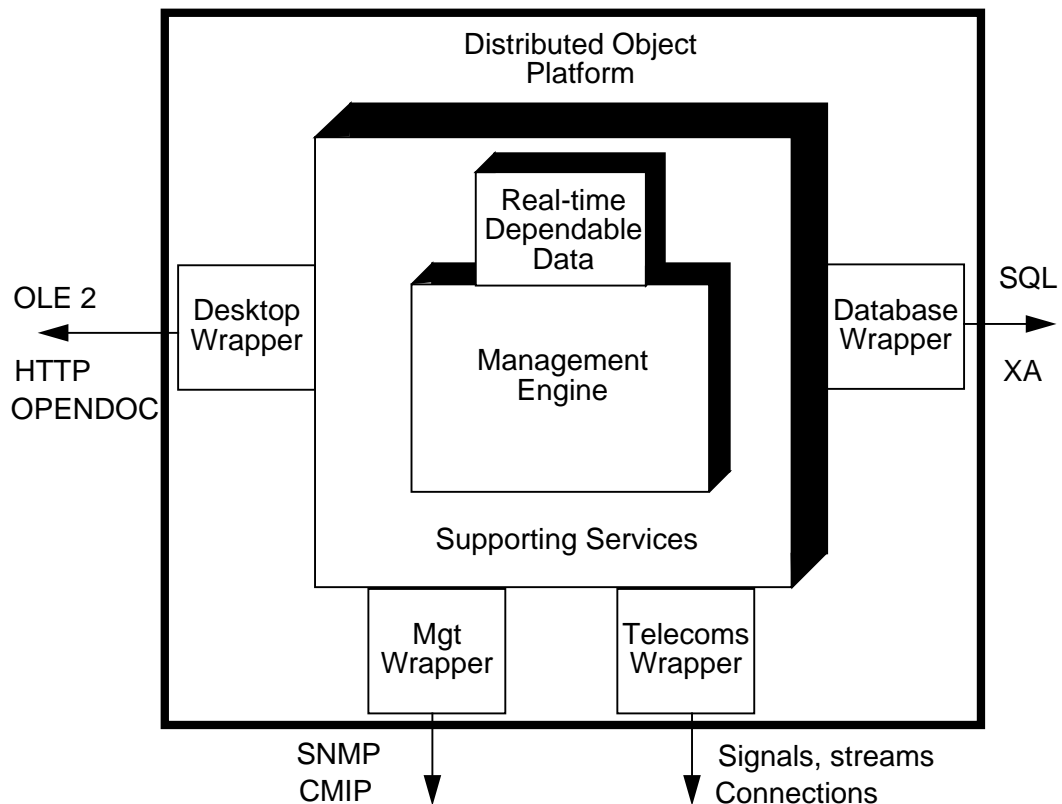 Distributed Object
Platform
Real-time
Dependable
Data
OLE 2
HTTP
OPENDOC
Desktop
Wrapper
Management
Engine
Database
Wrapper
SQL
XA
Supporting Services
Mgt
Wrapper
Telecoms
Wrapper
SNMP
CMIP
Signals, streams
Connections